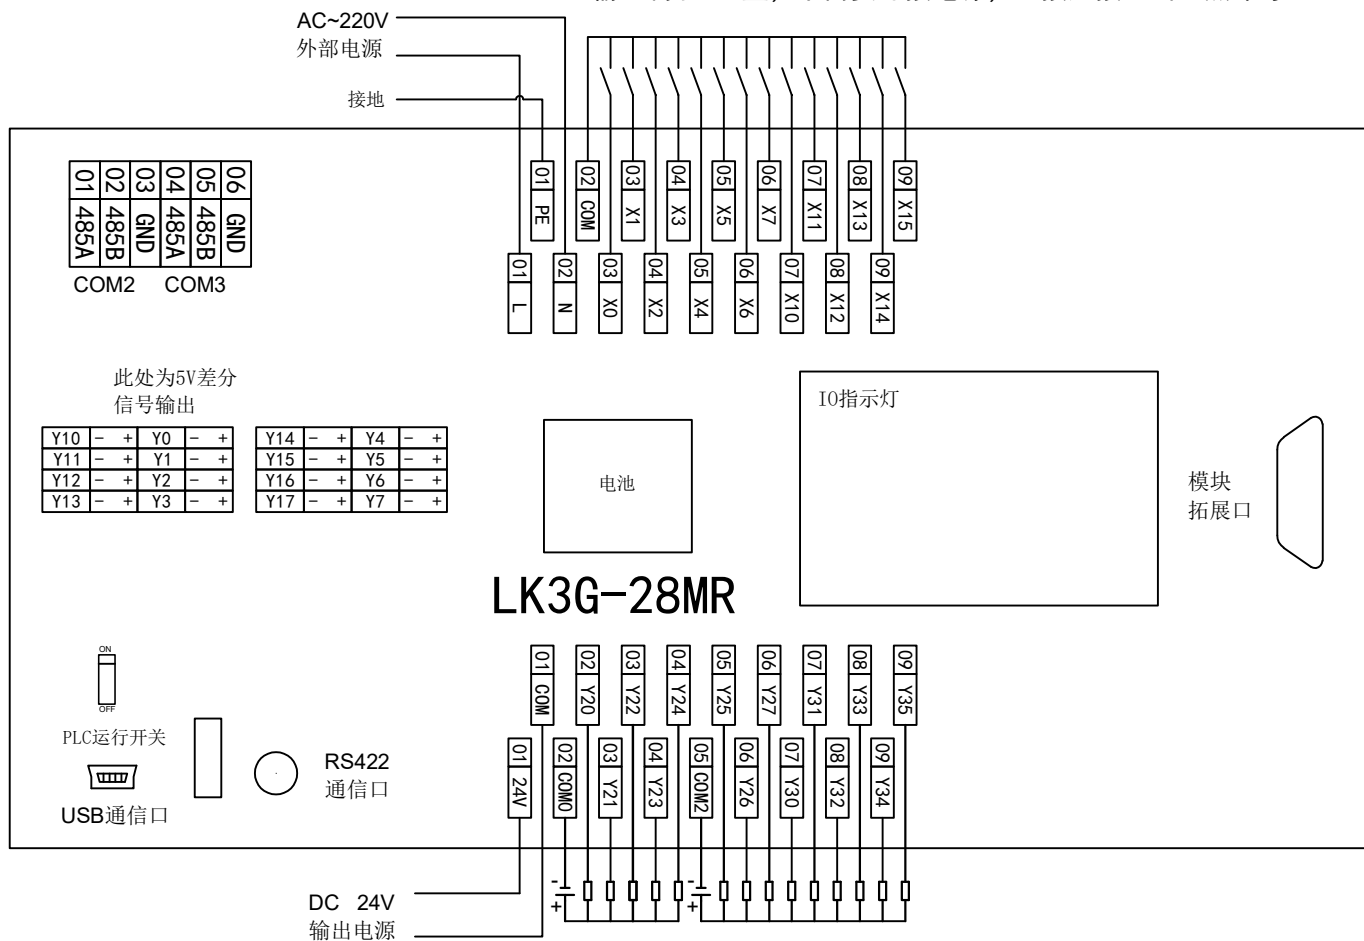 AC~220V
外部电源
接地
01 PE
02 COM
03 X1
04 X3
05 X5
06 X7
07 X11
08 X13
09 X15
01 L
02 N
03 X0
04 X2
05 X4
06 X6
07 X10
08 X12
09 X14
01 485A
02 485B
03 GND
04 485A
05 485B
06 GND
COM2 COM3
此处为5V差分
信号输出
Y10 - + Y0 - +
Y11 - + Y1 - +
Y12 - + Y2 - +
Y13 - + Y3 - +
Y14 - + Y4 - +
Y15 - + Y5 - +
Y16 - + Y6 - +
Y17 - + Y7 - +
电池
IO指示灯
模块
拓展口
LK3G-28MR
ON
OFF
PLC运行开关
USB通信口
RS422
通信口
01 COM
02 Y20
03 Y22
04 Y24
05 Y25
06 Y27
07 Y31
08 Y33
09 Y35
01 24V
02 COM0
03 Y21
04 Y23
05 COM2
06 Y26
07 Y30
08 Y32
09 Y34
- +
- +
DC 24V
输出电源